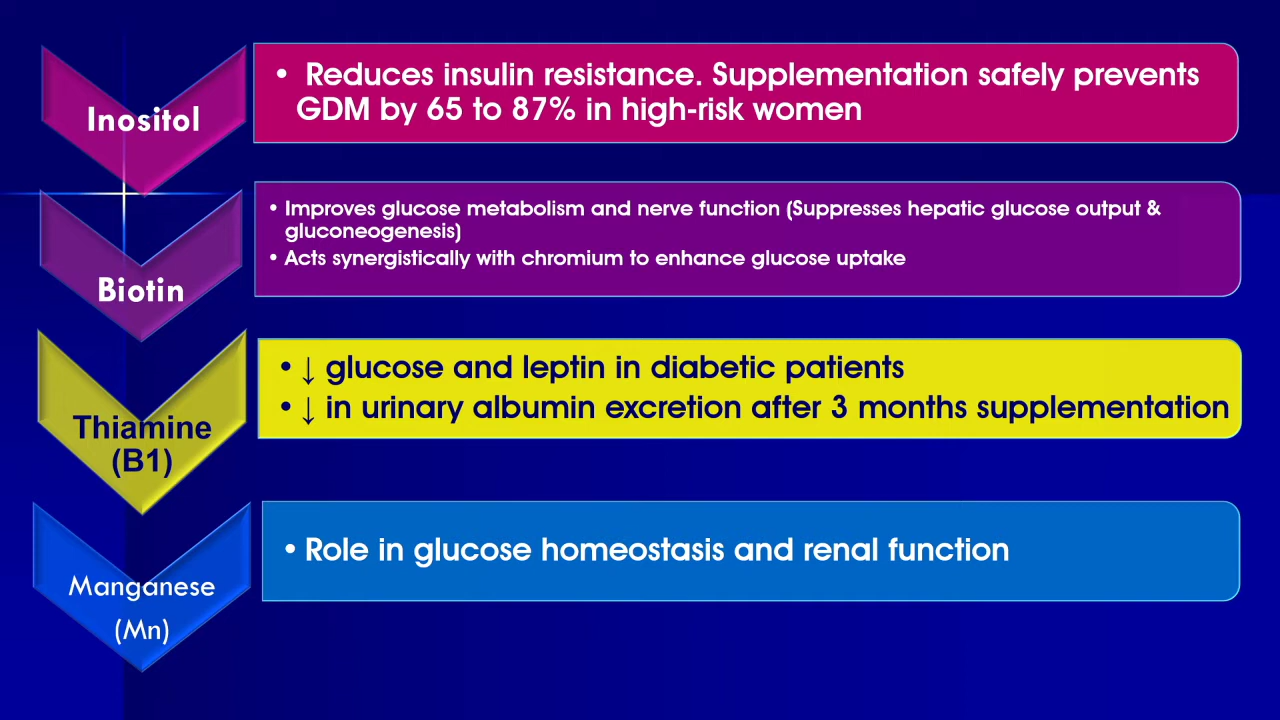 Inositol
• Reduces insulin resistance. Supplementation safely prevents
GDM by 65 to 87% in high-risk women
Biotin
• Improves glucose metabolism and nerve function (Suppresses hepatic glucose output &
gluconeogenesis)
• Acts synergistically with chromium to enhance glucose uptake
Thiamine
(B1)
• ↓ glucose and leptin in diabetic patients
• ↓ in urinary albumin excretion after 3 months supplementation
Manganese
(Mn)
• Role in glucose homeostasis and renal function